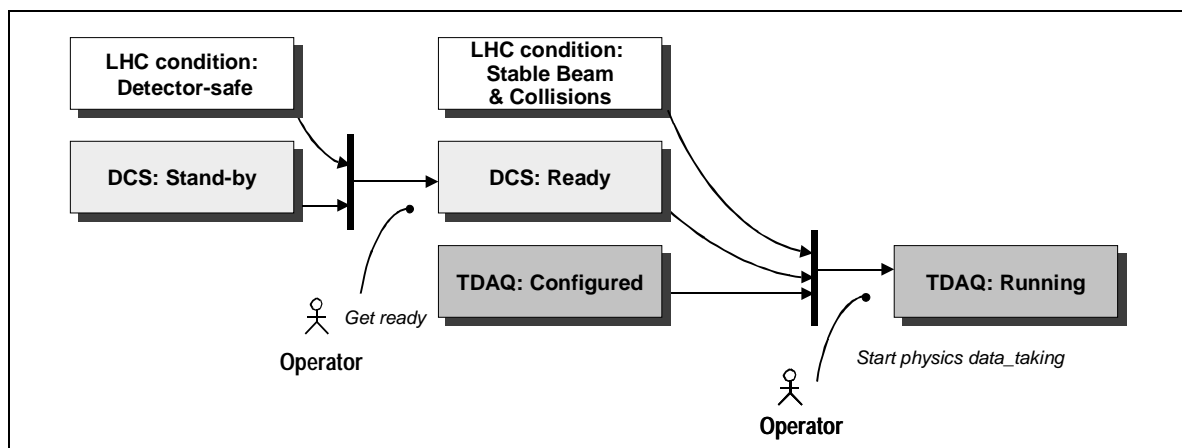 LHC condition:
Detector-safe
LHC condition:
Stable Beam
& Collisions
DCS: Stand-by
DCS: Ready
TDAQ: Configured
TDAQ: Running
Get ready
Operator
Start physics data_taking
Operator